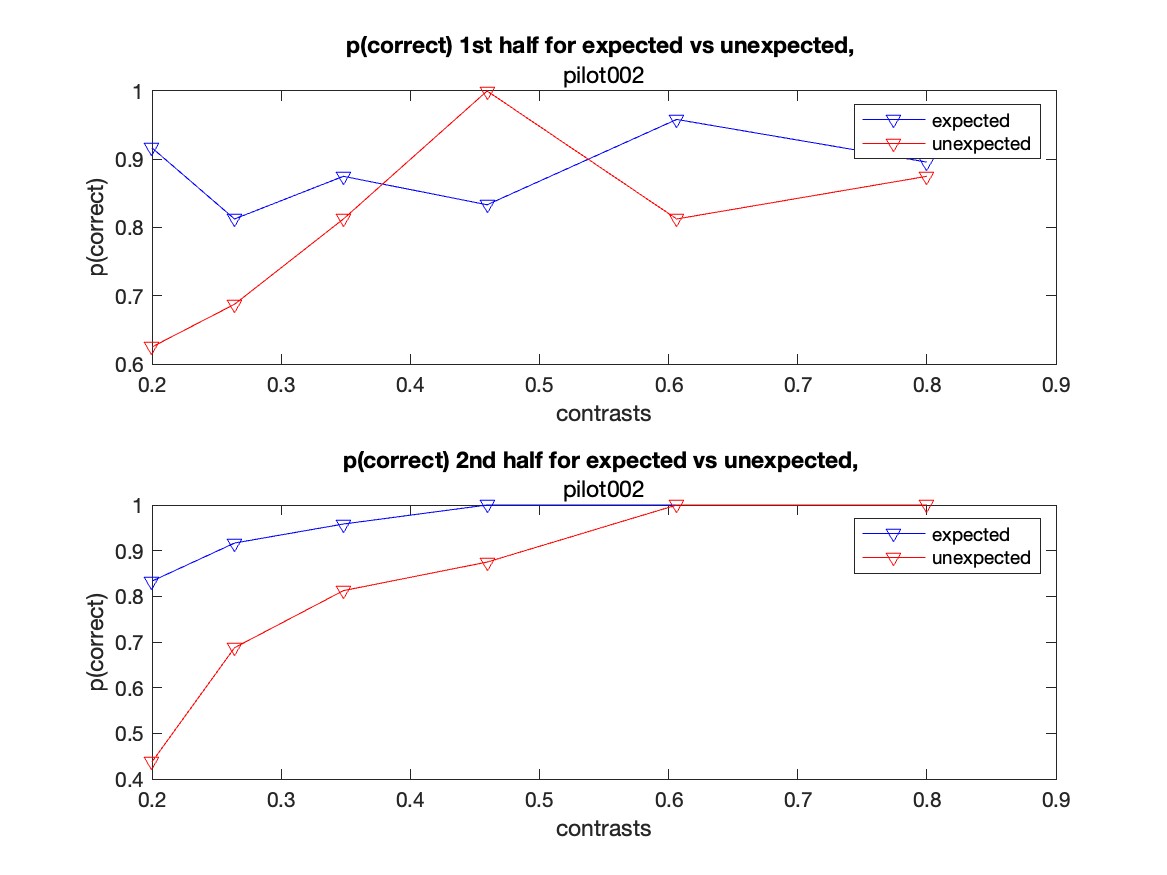 p(correct) 1st half for expected vs unexpected,
pilot002
1
0.9
0.8
0.7
0.6
p(correct)
expected
unexpected
0.2 0.3 0.4 0.5 0.6 0.7 0.8 0.9
contrasts
p(correct) 2nd half for expected vs unexpected,
pilot002
1
0.9
0.8
0.7
0.6
0.5
0.4
p(correct)
expected
unexpected
0.2 0.3 0.4 0.5 0.6 0.7 0.8 0.9
contrasts